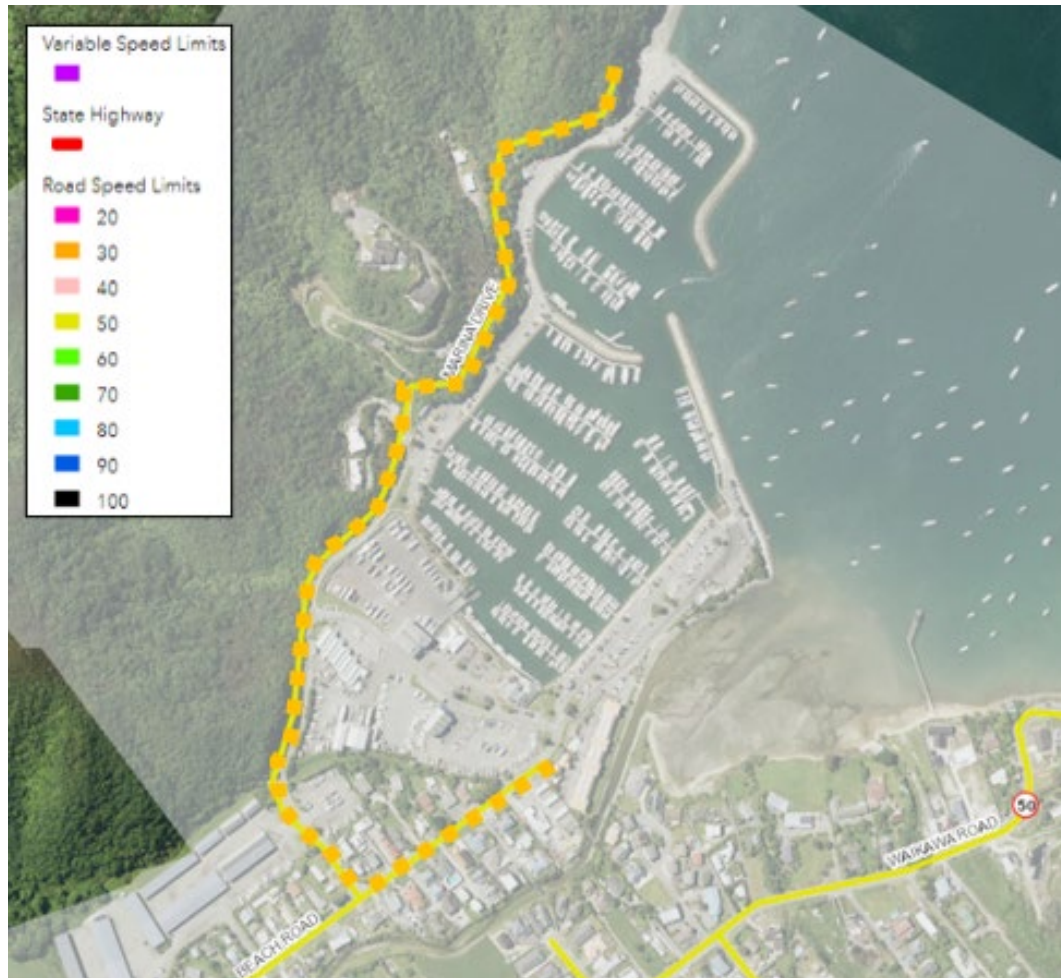 Variable Speed Limits
State Highway
Road Speed Limits
20
30
40
50
60
70
80
90
100
MARINA DRIVE
50
WAIKAWA ROAD
BEACH ROAD